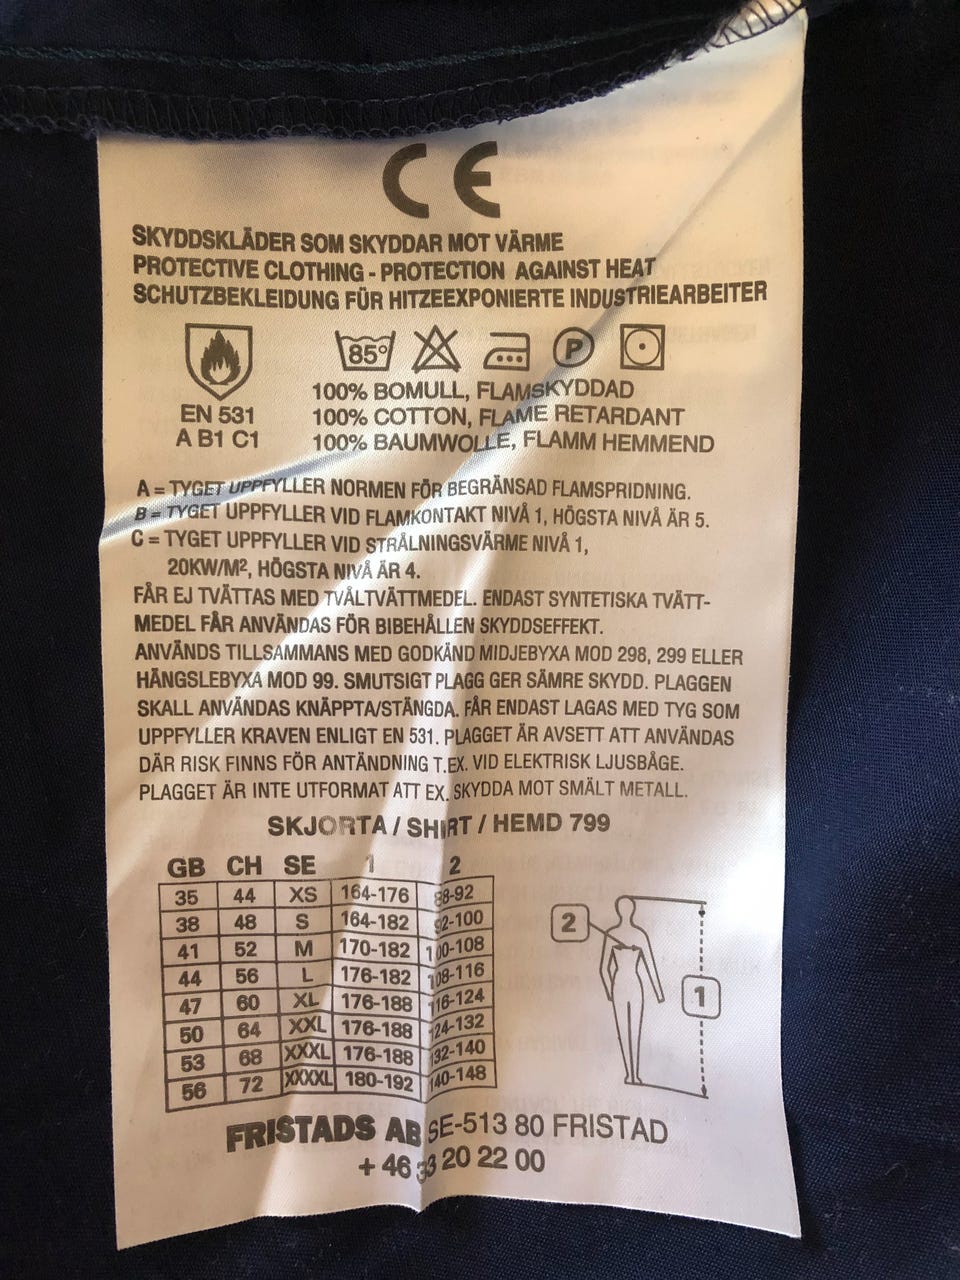 CE
SKYDDSKLÄDER SOM SKYDDAR MOT VÄRME
PROTECTIVE CLOTHING - PROTECTION AGAINST HEAT
SCHUTZBEKLEIDUNG FÜR HITZEEXPONIERTE INDUSTRIEARBEITER
85° P
EN 531
A B1 C1
100% BOMULL, FLAMSKYDDAD
100% COTTON, FLAME RETARDANT
100% BAUMWOLLE, FLAMM HEMMEND
A = TYGET UPPFYLLER NORMEN FÖR BEGRÄNSAD FLAMSPRIDNING.
B = TYGET UPPFYLLER VID FLAMKONTAKT NIVÅ 1, HÖGSTA NIVÅ ÄR 5.
C = TYGET UPPFYLLER VID STRÅLNINGSVÄRME NIVÅ 1,
20KW/M², HÖGSTA NIVÅ ÄR 4.
FÅR EJ TVÄTTAS MED TVÅLTVÄTTMEDEL. ENDAST SYNTETISKA TVÄTT-
MEDEL FÅR ANVÄNDAS FÖR BIBEHÅLLEN SKYDDSEFFEKT.
ANVÄNDS TILLSAMMANS MED GODKÄND MIDJEBYXA MOD 298, 299 ELLER
HÄNGSLEBYXA MOD 99. SMUTSIGT PLAGG GER SÄMRE SKYDD. PLAGGEN
SKALL ANVÄNDAS KNÄPPTA/STÄNGDA. FÅR ENDAST LAGAS MED TYG SOM
UPPFYLLER KRAVEN ENLIGT EN 531. PLAGGET ÄR AVSETT ATT ANVÄNDAS
DÄR RISK FINNS FÖR ANTÄNDNING T.EX. VID ELEKTRISK LJUSBÅGE.
PLAGGET ÄR INTE UTFORMAT ATT EX. SKYDDA MOT SMÄLT METALL.
SKJORTA / SHIRT / HEMD 799
GB CH SE 1 2
35 44 XS 164-176 88-92
38 48 S 164-182 92-100
41 52 M 170-182 100-108
44 56 L 176-182 108-116
47 60 XL 176-188 116-124
50 64 XXL 176-188 124-132
53 68 XXXL 176-188 132-140
56 72 XXXXL 180-192 140-148
2
1
FRISTADS AB SE-513 80 FRISTAD
+ 46 33 20 22 00